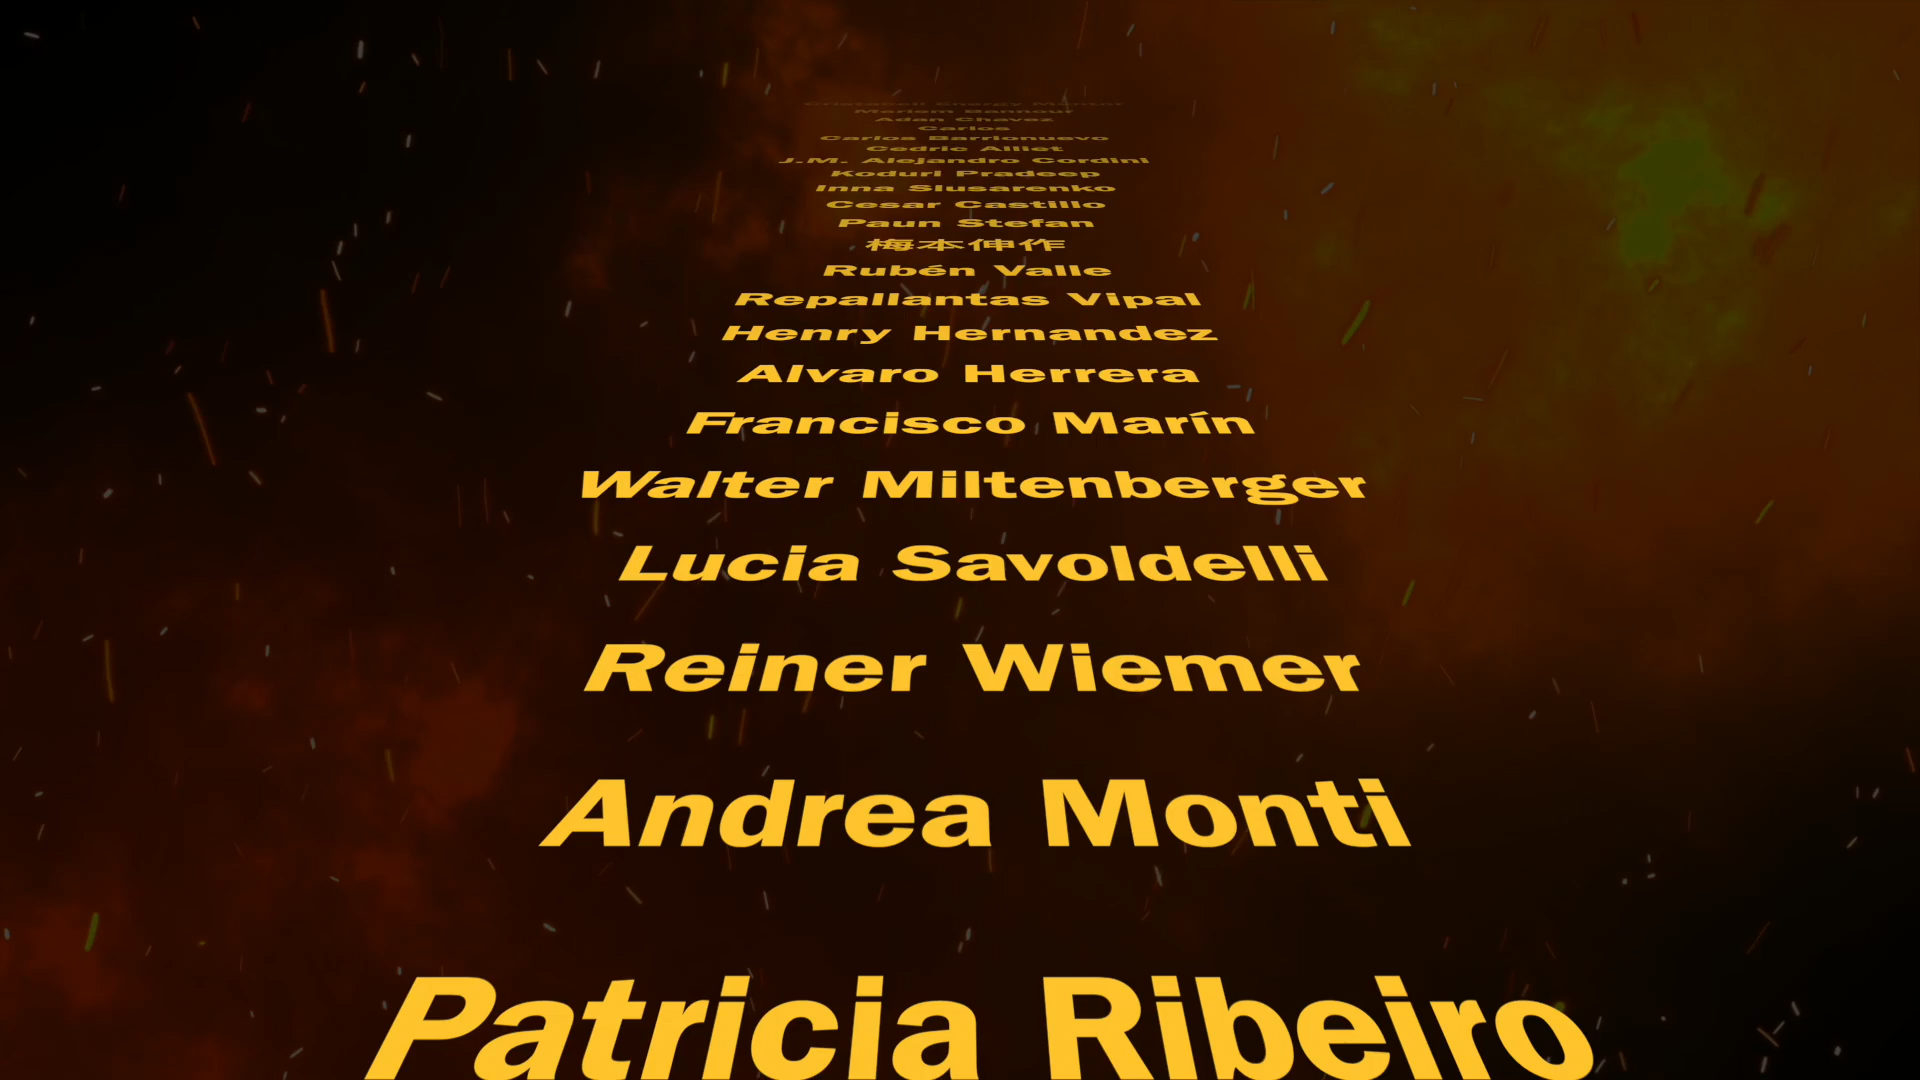 Adan Chavez
Carlos
Carlos Barrionuevo
Cedric Alliet
J.M. Alejandro Cordini
Koduri Pradeep
Inna Slusarenko
Cesar Castillo
Paun Stefan
梅本伸作
Rubén Valle
Repallantas Vipal
Henry Hernandez
Alvaro Herrera
Francisco Marín
Walter Miltenberger
Lucia Savoldelli
Reiner Wiemer
Andrea Monti
Patricia Ribeiro